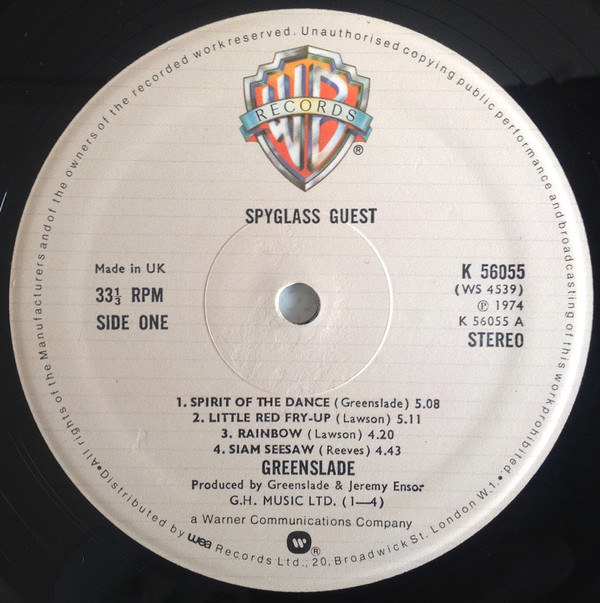 All rights of the Manufacturers and of the owners of the recorded work reserved. Unauthorised copying public performance and broadcasting of this work prohibited.
WB
RECORDS
®
SPYGLASS GUEST
Made in UK
33⅓ RPM
SIDE ONE
K 56055
(WS 4539)
℗ 1974
K 56055 A
STEREO
1. SPIRIT OF THE DANCE (Greenslade) 5.08
2. LITTLE RED FRY-UP (Lawson) 5.11
3. RAINBOW (Lawson) 4.20
4. SIAM SEESAW (Reeves) 4.43
GREENSLADE
Produced by Greenslade & Jeremy Ensor
G.H. MUSIC LTD. (1—4)
a Warner Communications Company
W®
•Distributed by wea Records Ltd., 20, Broadwick St. London W.1.•